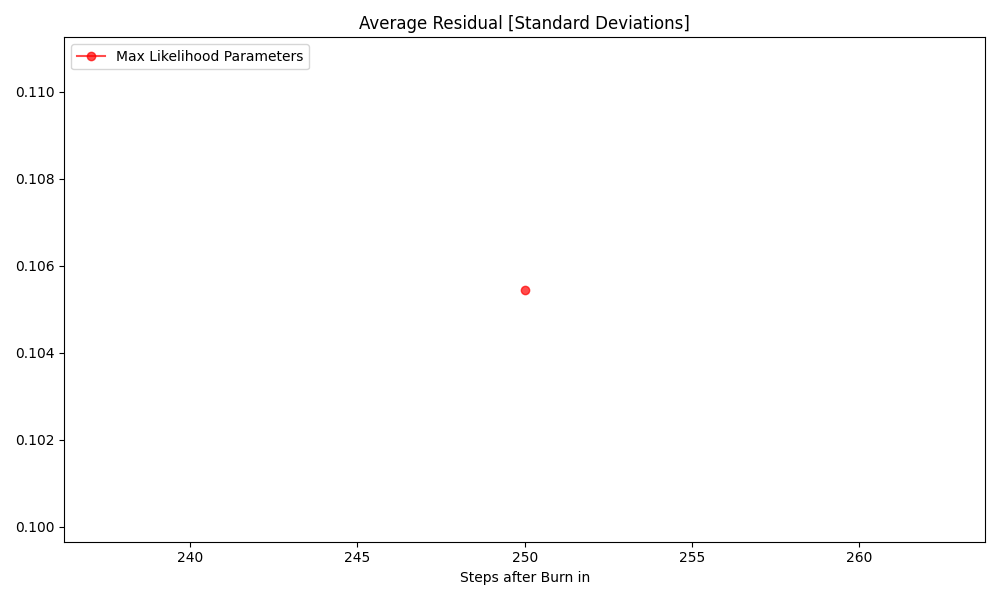 Average Residual [Standard Deviations]
Max Likelihood Parameters
0.110
0.108
0.106
0.104
0.102
0.100
240 245 250 255 260
Steps after Burn in